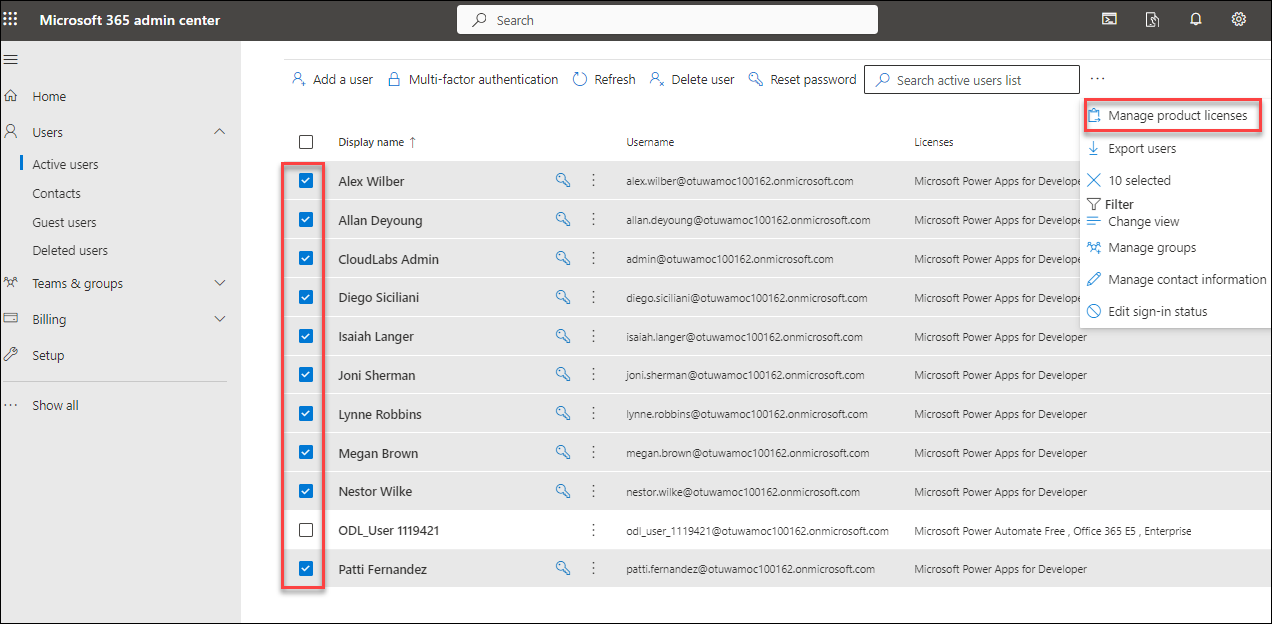 Microsoft 365 admin center
Search
Add a user Multi-factor authentication Refresh Delete user Reset password Search active users list ...
Home
Users
Active users
Contacts
Guest users
Deleted users
Teams & groups
Billing
Setup
... Show all
Manage product licenses
Export users
10 selected
Filter
Change view
Manage groups
Manage contact information
Edit sign-in status
Display name ↑ Username Licenses
Alex Wilber alex.wilber@otuwamoc100162.onmicrosoft.com Microsoft Power Apps for Develope
Allan Deyoung allan.deyoung@otuwamoc100162.onmicrosoft.com Microsoft Power Apps for Develope
CloudLabs Admin admin@otuwamoc100162.onmicrosoft.com Microsoft Power Apps for Develope
Diego Siciliani diego.siciliani@otuwamoc100162.onmicrosoft.com Microsoft Power Apps for Develope
Isaiah Langer isaiah.langer@otuwamoc100162.onmicrosoft.com Microsoft Power Apps for Developer
Joni Sherman joni.sherman@otuwamoc100162.onmicrosoft.com Microsoft Power Apps for Developer
Lynne Robbins lynne.robbins@otuwamoc100162.onmicrosoft.com Microsoft Power Apps for Developer
Megan Brown megan.brown@otuwamoc100162.onmicrosoft.com Microsoft Power Apps for Developer
Nestor Wilke nestor.wilke@otuwamoc100162.onmicrosoft.com Microsoft Power Apps for Developer
ODL_User 1119421 odl_user_1119421@otuwamoc100162.onmicrosoft.com Microsoft Power Automate Free , Office 365 E5 , Enterprise
Patti Fernandez patti.fernandez@otuwamoc100162.onmicrosoft.com Microsoft Power Apps for Developer